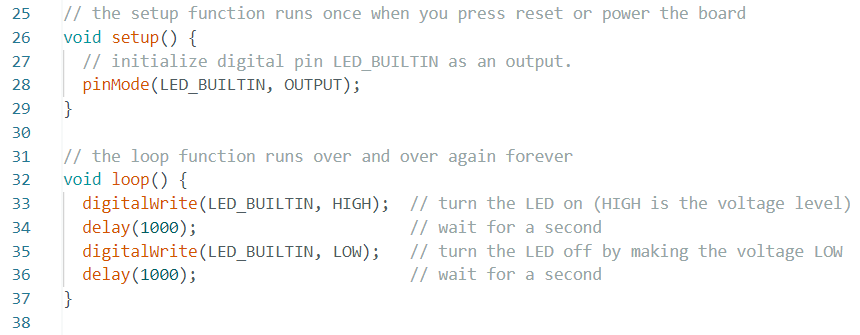 25 // the setup function runs once when you press reset or power the board
26 void setup() {
27   // initialize digital pin LED_BUILTIN as an output.
28   pinMode(LED_BUILTIN, OUTPUT);
29 }
30
31 // the loop function runs over and over again forever
32 void loop() {
33   digitalWrite(LED_BUILTIN, HIGH);  // turn the LED on (HIGH is the voltage level)
34   delay(1000);                      // wait for a second
35   digitalWrite(LED_BUILTIN, LOW);   // turn the LED off by making the voltage LOW
36   delay(1000);                      // wait for a second
37 }
38